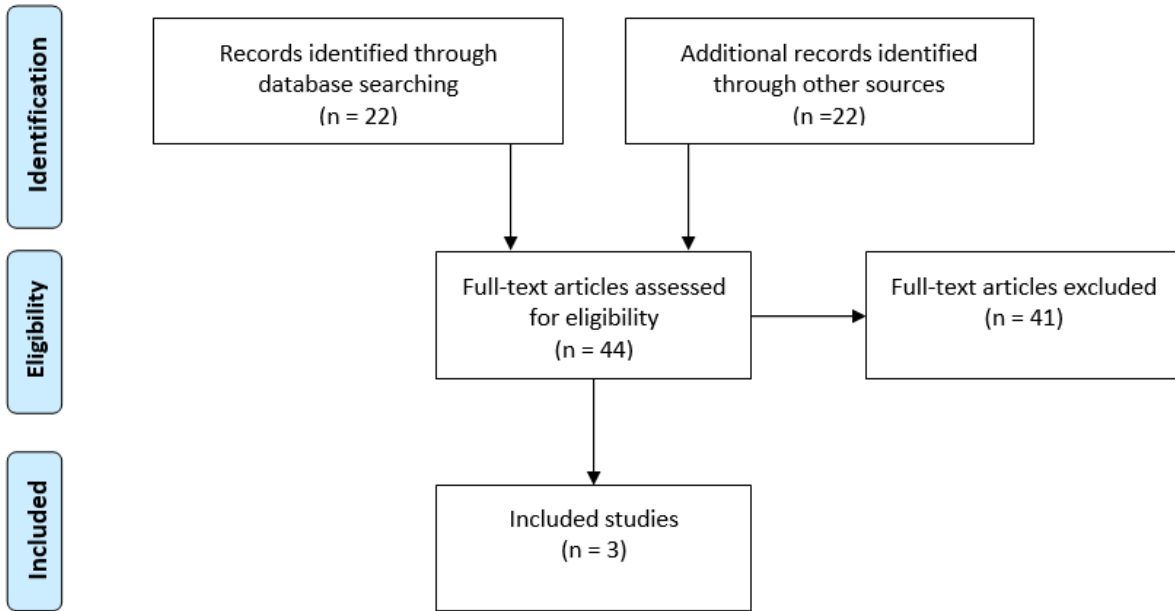 Identification
Records identified through
database searching
(n = 22)
Additional records identified
through other sources
(n =22)
Eligibility
Full-text articles assessed
for eligibility
(n = 44)
Full-text articles excluded
(n = 41)
Included
Included studies
(n = 3)